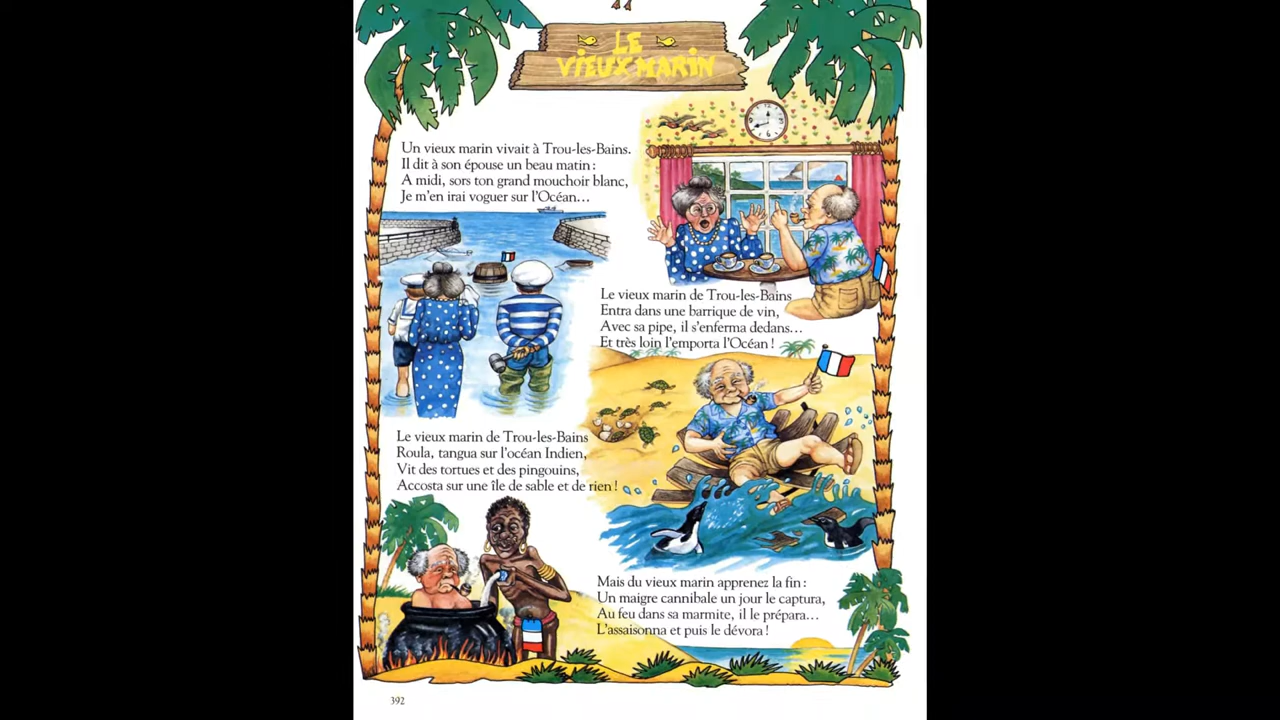 LE
VIEUX MARIN
Un vieux marin vivait à Trou-les-Bains.
Il dit à son épouse un beau matin :
A midi, sors ton grand mouchoir blanc,
Je m'en irai voguer sur l'Océan...
Le vieux marin de Trou-les-Bains
Entra dans une barrique de vin,
Avec sa pipe, il s'enferma dedans...
Et très loin l'emporta l'Océan !
Le vieux marin de Trou-les-Bains
Roula, tangua sur l'océan Indien,
Vit des tortues et des pingouins,
Accosta sur une île de sable et de rien !
Mais du vieux marin apprenez la fin :
Un maigre cannibale un jour le captura,
Au feu dans sa marmite, il le prépara...
L'assaisonna et puis le dévora !
392